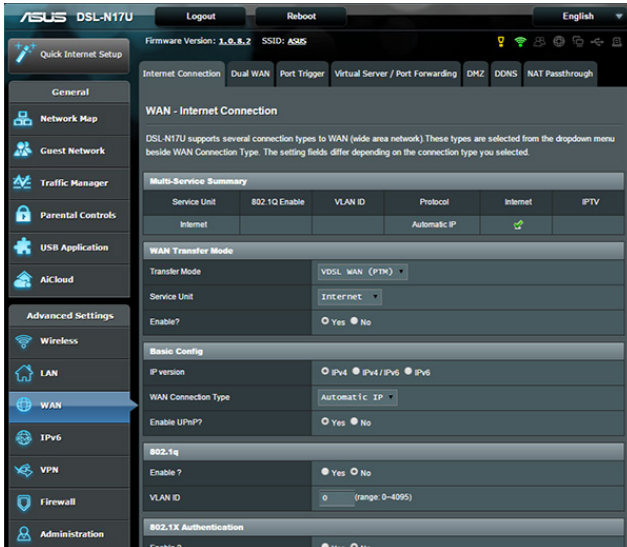 ASUS DSL-N17U Logout Reboot English
Quick Internet Setup
General
Network Map
Guest Network
Traffic Manager
Parental Controls
USB Application
AiCloud
Advanced Settings
Wireless
LAN
WAN
IPv6
VPN
Firewall
Administration
Firmware Version: 1.0.8.2 SSID: ASUS
Internet Connection Dual WAN Port Trigger Virtual Server / Port Forwarding DMZ DDNS NAT Passthrough
WAN - Internet Connection
DSL-N17U supports several connection types to WAN (wide area network).These types are selected from the dropdown menu
beside WAN Connection Type. The setting fields differ depending on the connection type you selected.
Multi-Service Summary
Service Unit 802.1Q Enable VLAN ID Protocol Internet IPTV
Internet Automatic IP
WAN Transfer Mode
Transfer Mode VDSL WAN (PTM)
Service Unit Internet
Enable? Yes No
Basic Config
IP version IPv4 IPv4 / IPv6 IPv6
WAN Connection Type Automatic IP
Enable UPnP? Yes No
802.1q
Enable ? Yes No
VLAN ID 0 (range: 0~4095)
802.1X Authentication
Enable ? Yes No